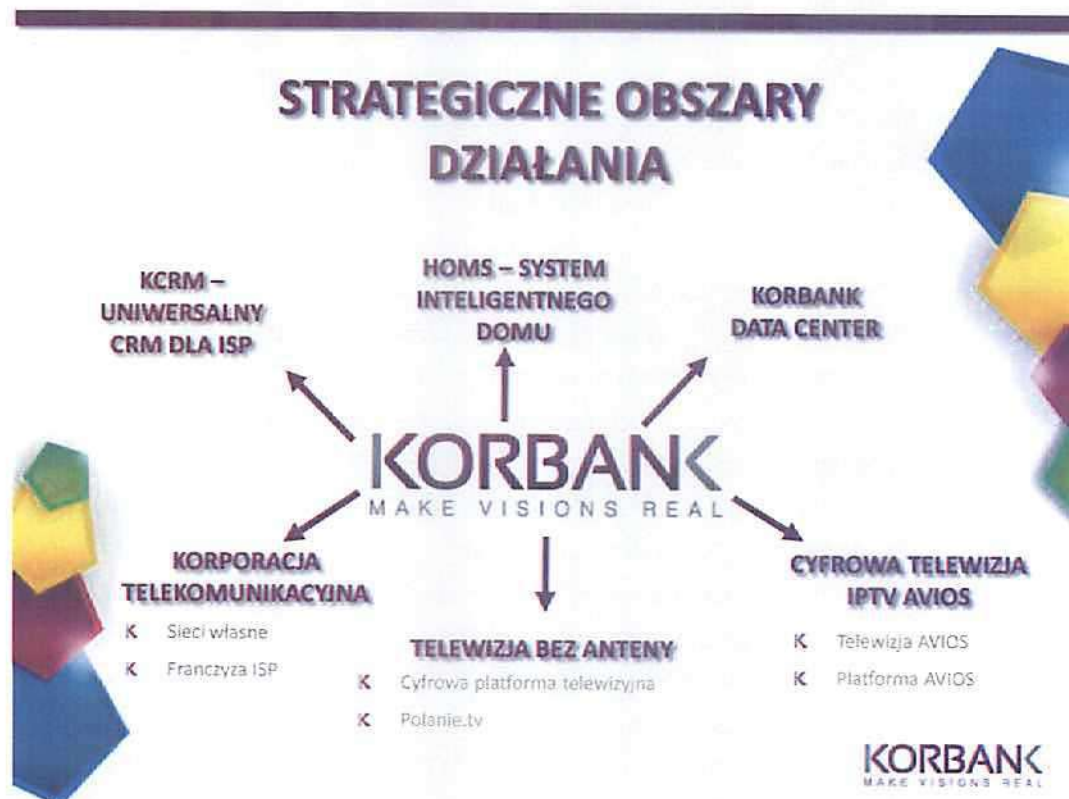 STRATEGICZNE OBSZARY
DZIAŁANIA
KCRM –
UNIWERSALNY
CRM DLA ISP
HOMS – SYSTEM
INTELIGENTNEGO
DOMU
KORBANK
DATA CENTER
KORBANK
MAKE VISIONS REAL
KORPORACJA
TELEKOMUNIKACYJNA
K Sieci własne
K Franczyza ISP
TELEWIZJA BEZ ANTENY
K Cyfrowa platforma telewizyjna
K Polanie.tv
CYFROWA TELEWIZJA
IPTV AVIOS
K Telewizja AVIOS
K Platforma AVIOS
KORBANK
MAKE VISIONS REAL